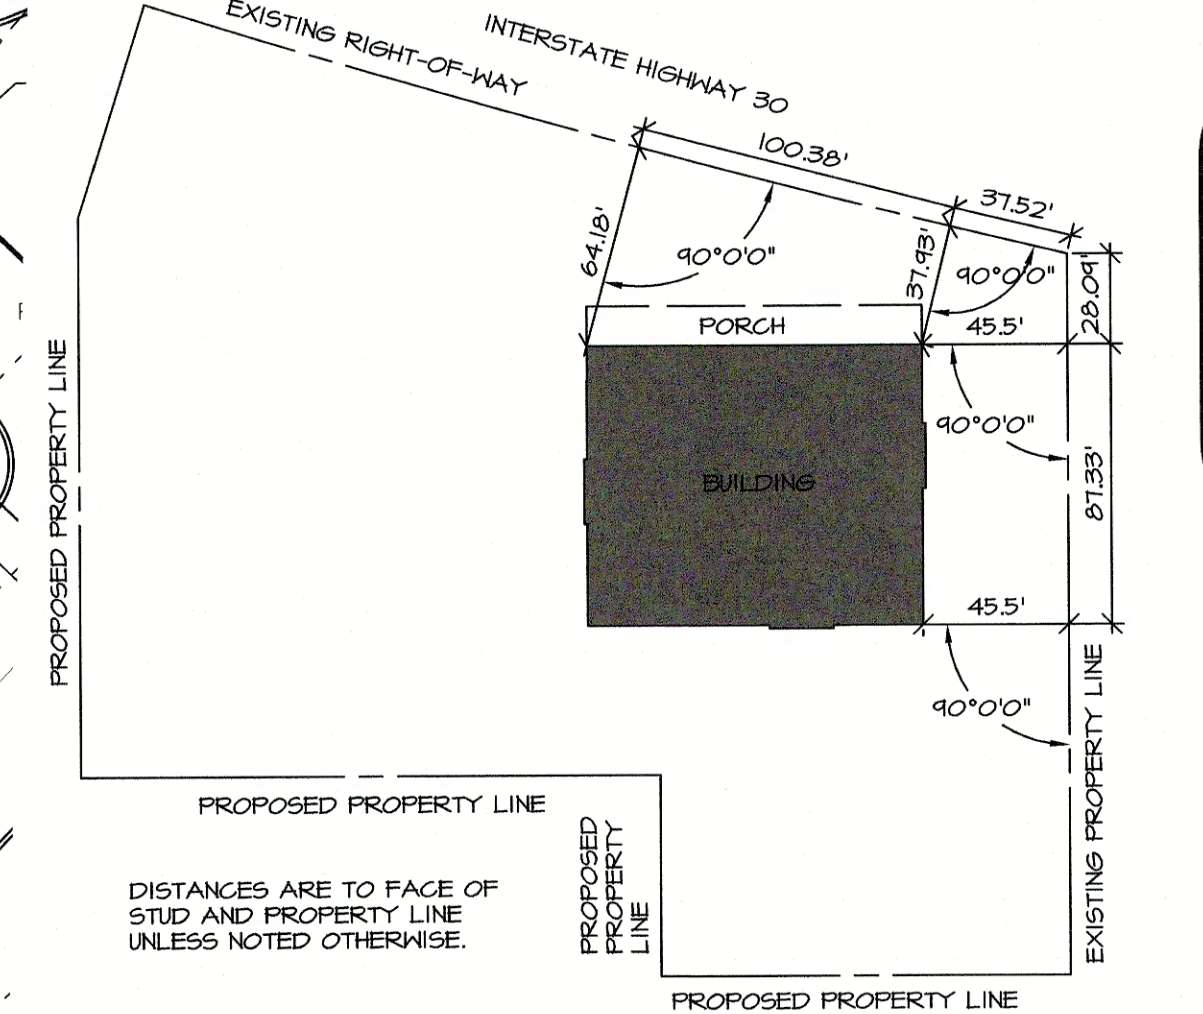 EXISTING RIGHT-OF-WAY
INTERSTATE HIGHWAY 30
100.38'
37.52'
64.18'
90°0'0"
37.93'
90°0'0"
28.09'
PORCH
45.5'
90°0'0"
BUILDING
87.33'
45.5'
90°0'0"
PROPOSED PROPERTY LINE
EXISTING PROPERTY LINE
PROPOSED PROPERTY LINE
PROPOSED
PROPERTY
LINE
DISTANCES ARE TO FACE OF
STUD AND PROPERTY LINE
UNLESS NOTED OTHERWISE.
PROPOSED PROPERTY LINE